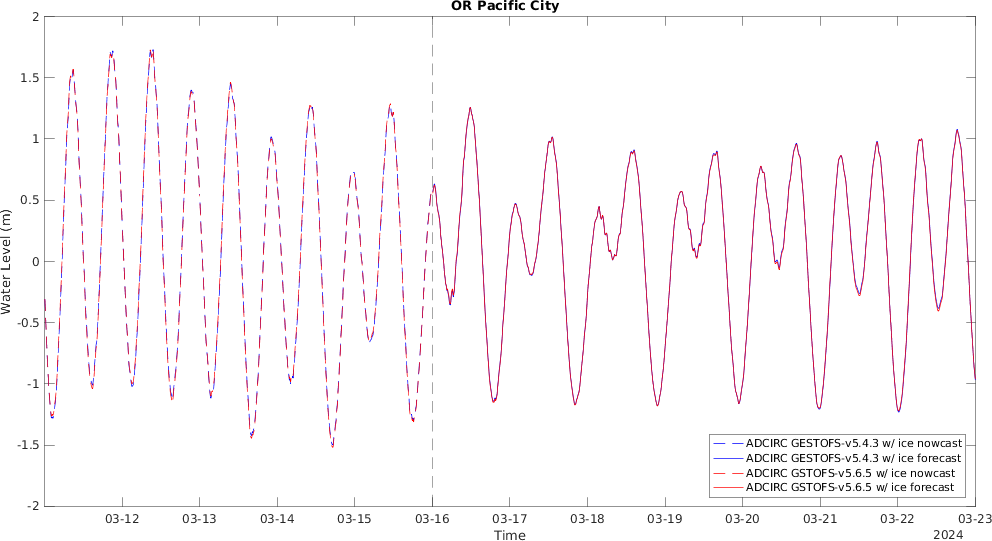 OR Pacific City
2
1.5
1
0.5
0
-0.5
-1
-1.5
-2
Water Level (m)
03-12 03-13 03-14 03-15 03-16 03-17 03-18 03-19 03-20 03-21 03-22 03-23
Time
2024
ADCIRC GESTOFS-v5.4.3 w/ ice nowcast
ADCIRC GESTOFS-v5.4.3 w/ ice forecast
ADCIRC GSTOFS-v5.6.5 w/ ice nowcast
ADCIRC GSTOFS-v5.6.5 w/ ice forecast